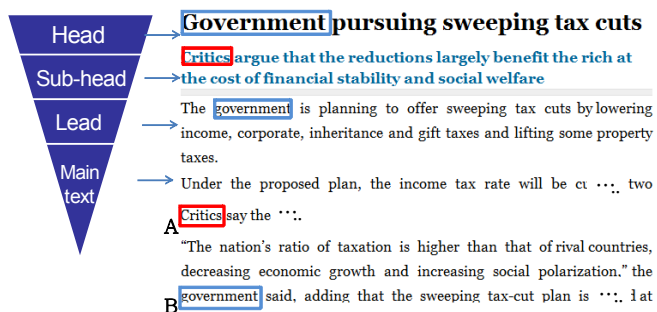 Head
Sub-head
Lead
Main
text
Government pursuing sweeping tax cuts
Critics argue that the reductions largely benefit the rich at
the cost of financial stability and social welfare
The government is planning to offer sweeping tax cuts by lowering
income, corporate, inheritance and gift taxes and lifting some property
taxes.
Under the proposed plan, the income tax rate will be cu ... two
A Critics say the ...
“The nation’s ratio of taxation is higher than that of rival countries,
decreasing economic growth and increasing social polarization.” the
B government said, adding that the sweeping tax-cut plan is ... at